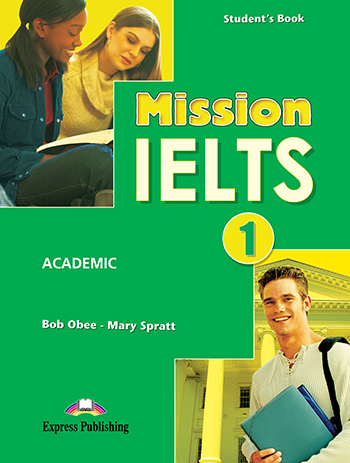 Student's Book
Mission
IELTS
1
ACADEMIC
Bob Obee - Mary Spratt
Express Publishing